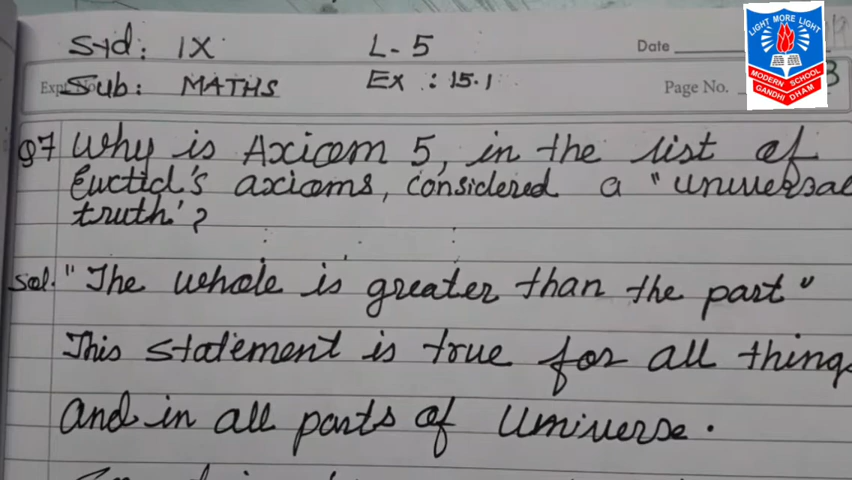 Std: IX L-5 Date
Sub: MATHS Ex : 15.1 Page No.
LIGHT MORE LIGHT
MODERN SCHOOL
GANDHI DHAM
Q7 Why is Axiom 5, in the list of
Euclid's axioms, considered a "universal
truth'?
Sol. "The whole is greater than the part"
This statement is true for all things
and in all parts of Universe.